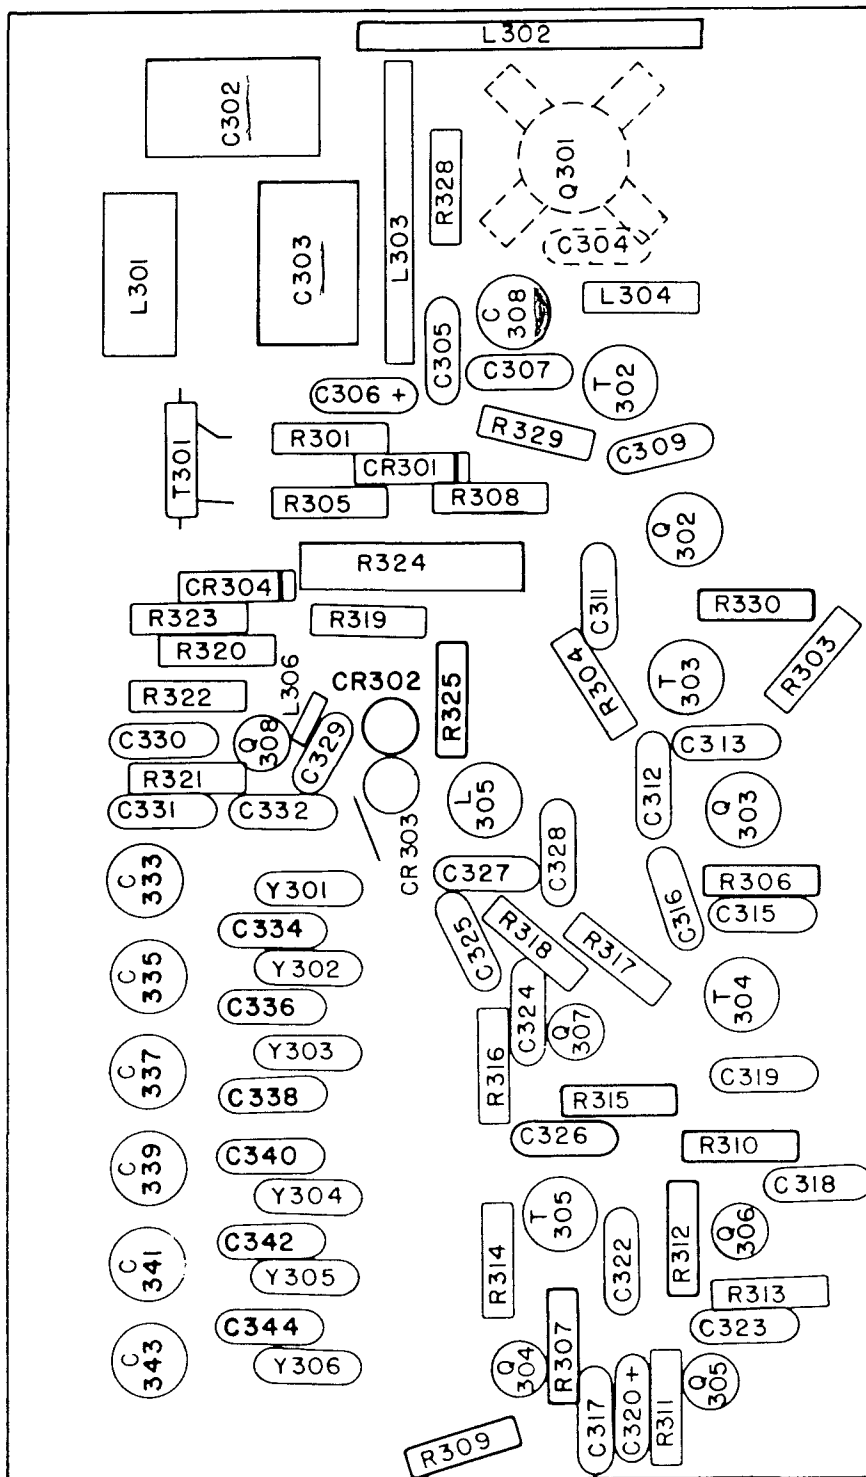 L302
C302
Q301
R328
C304
L301
C303
L303
L304
C
308
C305
C307
T
302
C306 +
R301
R329
C309
T301
CR301
R305
R308
Q
302
R324
CR304
C311
R330
R323
R319
R320
R304
T
303
R303
L306
CR302
R325
R322
C330
Q
308
C329
C313
R321
C312
C331
C332
L
305
Q
303
CR303
C328
C
333
Y301
C327
R306
C316
C315
C334
C325
R318
R317
C
335
Y302
T
304
C336
C324
Q
307
C
337
Y303
R316
C319
C338
R315
C326
R310
C
339
C340
C318
Y304
T
305
R312
Q
306
C342
R314
C322
C
341
Y305
R313
C344
C323
C
343
Y306
Q
304
R307
C317
C320 +
R311
Q
305
R309